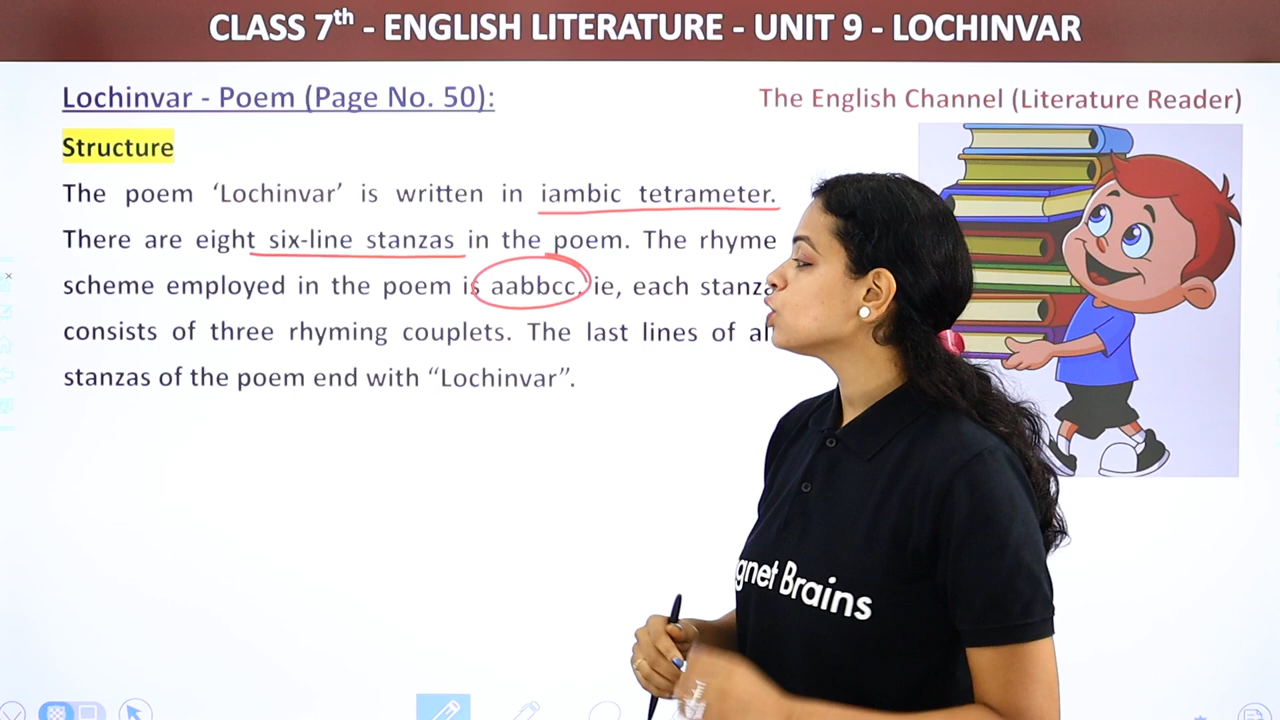 CLASS 7th - ENGLISH LITERATURE - UNIT 9 - LOCHINVAR
Lochinvar - Poem (Page No. 50):
The English Channel (Literature Reader)
Structure
The poem ‘Lochinvar’ is written in iambic tetrameter.
There are eight six-line stanzas in the poem. The rhyme
scheme employed in the poem is aabbcc, ie, each stanza
consists of three rhyming couplets. The last lines of
stanzas of the poem end with “Lochinvar”.
Brains